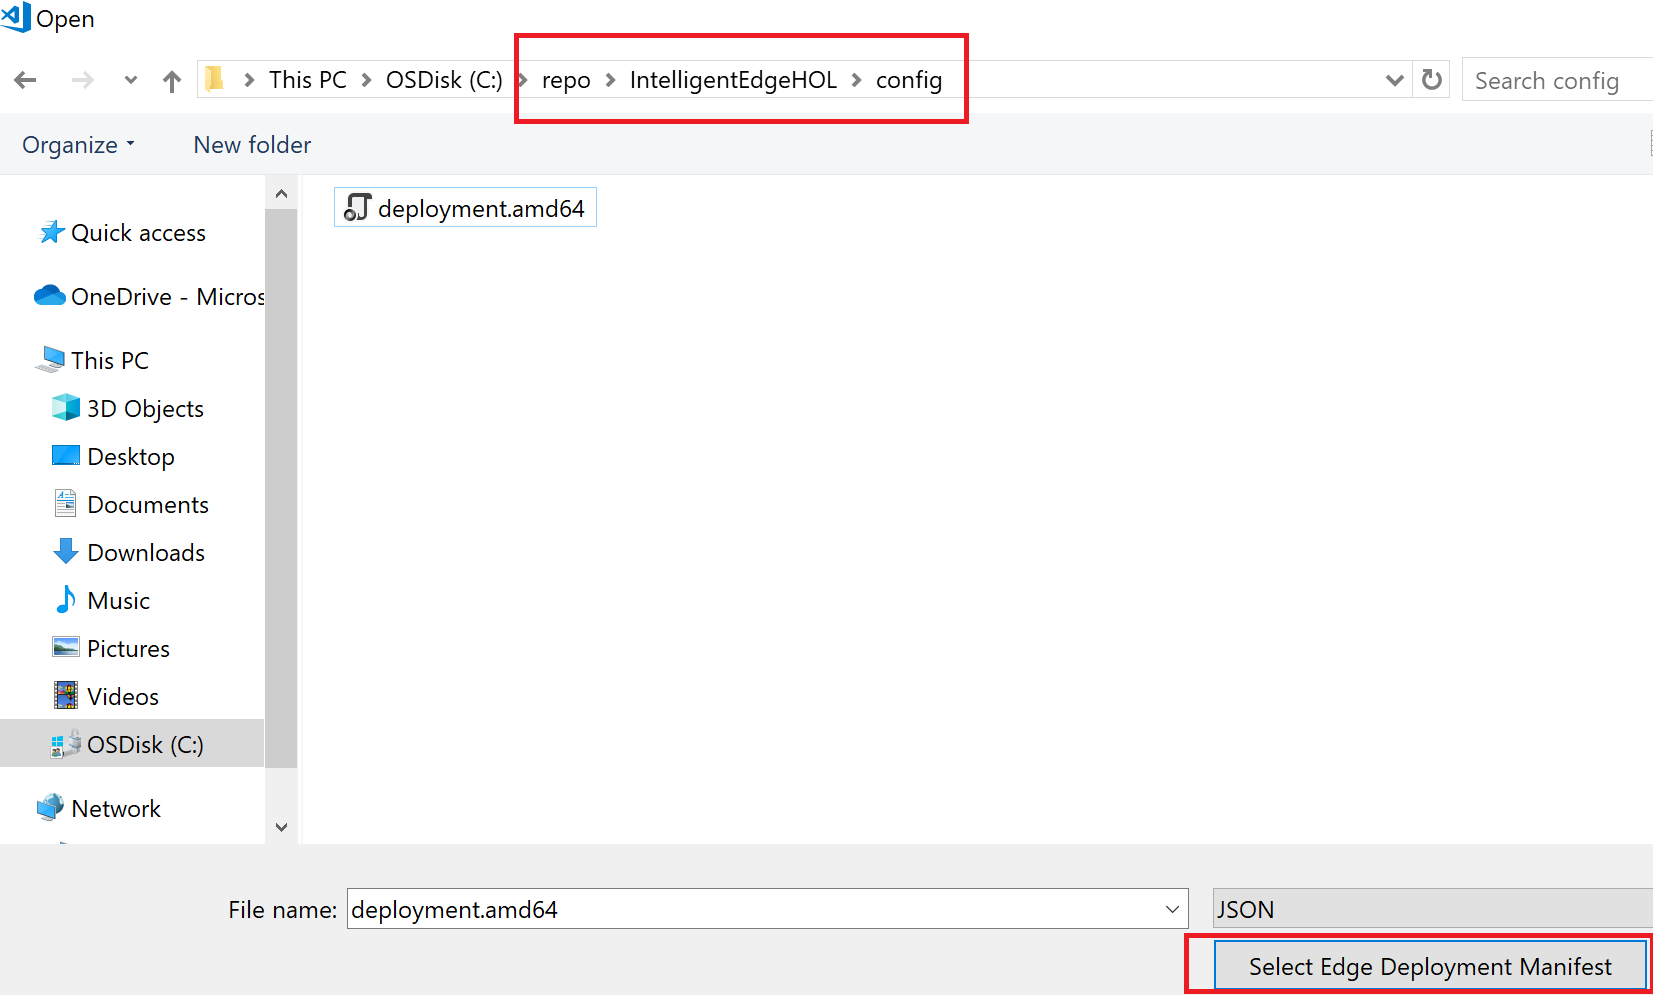 Open
This PC > OSDisk (C:) > repo > IntelligentEdgeHOL > config
Search config
Organize
New folder
deployment.amd64
Quick access
OneDrive - Micros
This PC
3D Objects
Desktop
Documents
Downloads
Music
Pictures
Videos
OSDisk (C:)
Network
File name: deployment.amd64
JSON
Select Edge Deployment Manifest